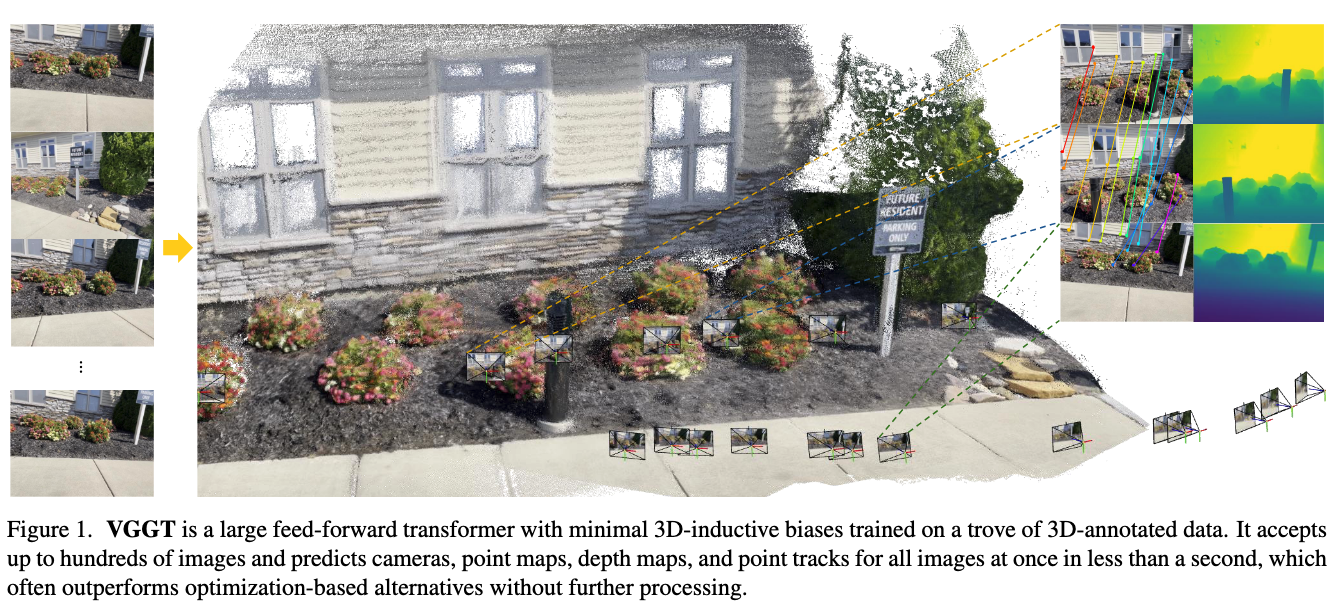 FUTURE
RESIDENT
PARKING
ONLY
Figure 1. VGGT is a large feed-forward transformer with minimal 3D-inductive biases trained on a trove of 3D-annotated data. It accepts
up to hundreds of images and predicts cameras, point maps, depth maps, and point tracks for all images at once in less than a second, which
often outperforms optimization-based alternatives without further processing.